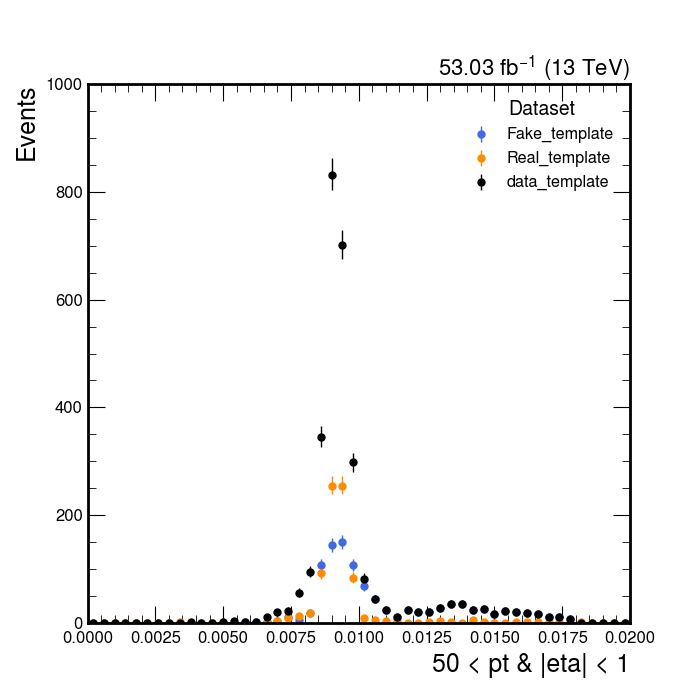 53.03 fb⁻¹ (13 TeV)
Events
1000
800
600
400
200
0
Dataset
Fake_template
Real_template
data_template
0.0000 0.0025 0.0050 0.0075 0.0100 0.0125 0.0150 0.0175 0.0200
50 < pt & |eta| < 1